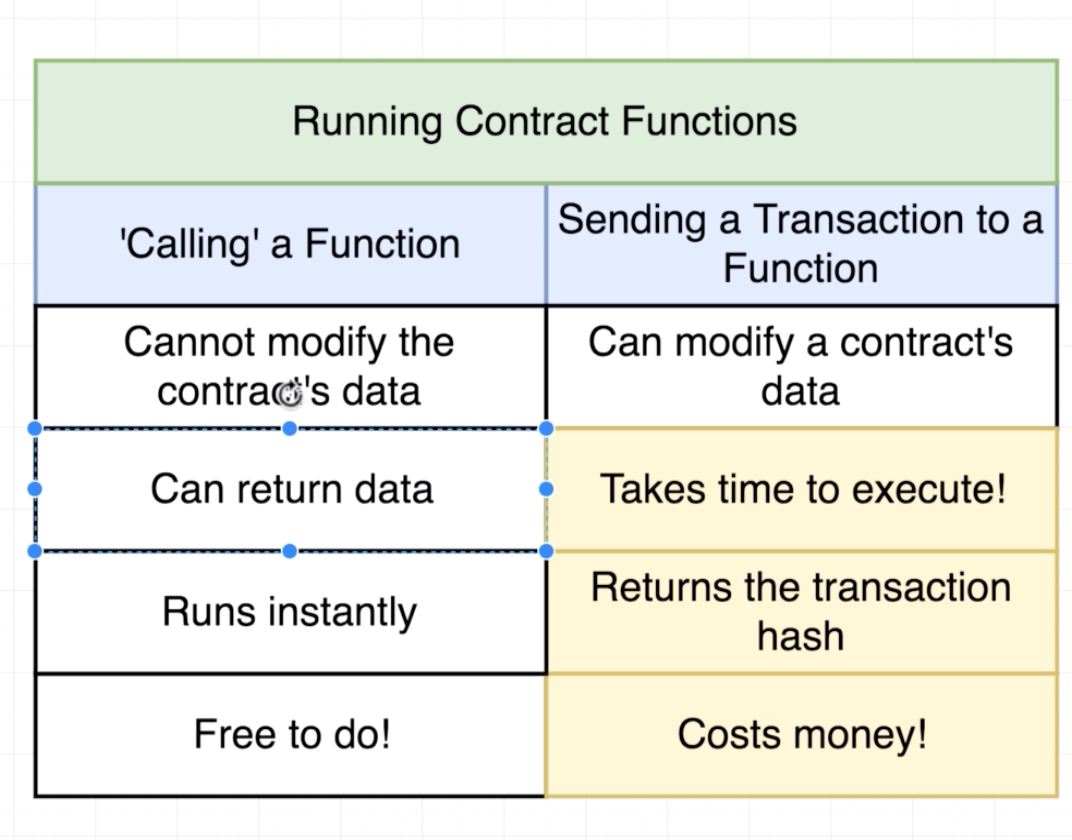 Running Contract Functions
'Calling' a Function
Sending a Transaction to a
Function
Cannot modify the
contract's data
Can modify a contract's
data
Can return data
Takes time to execute!
Runs instantly
Returns the transaction
hash
Free to do!
Costs money!